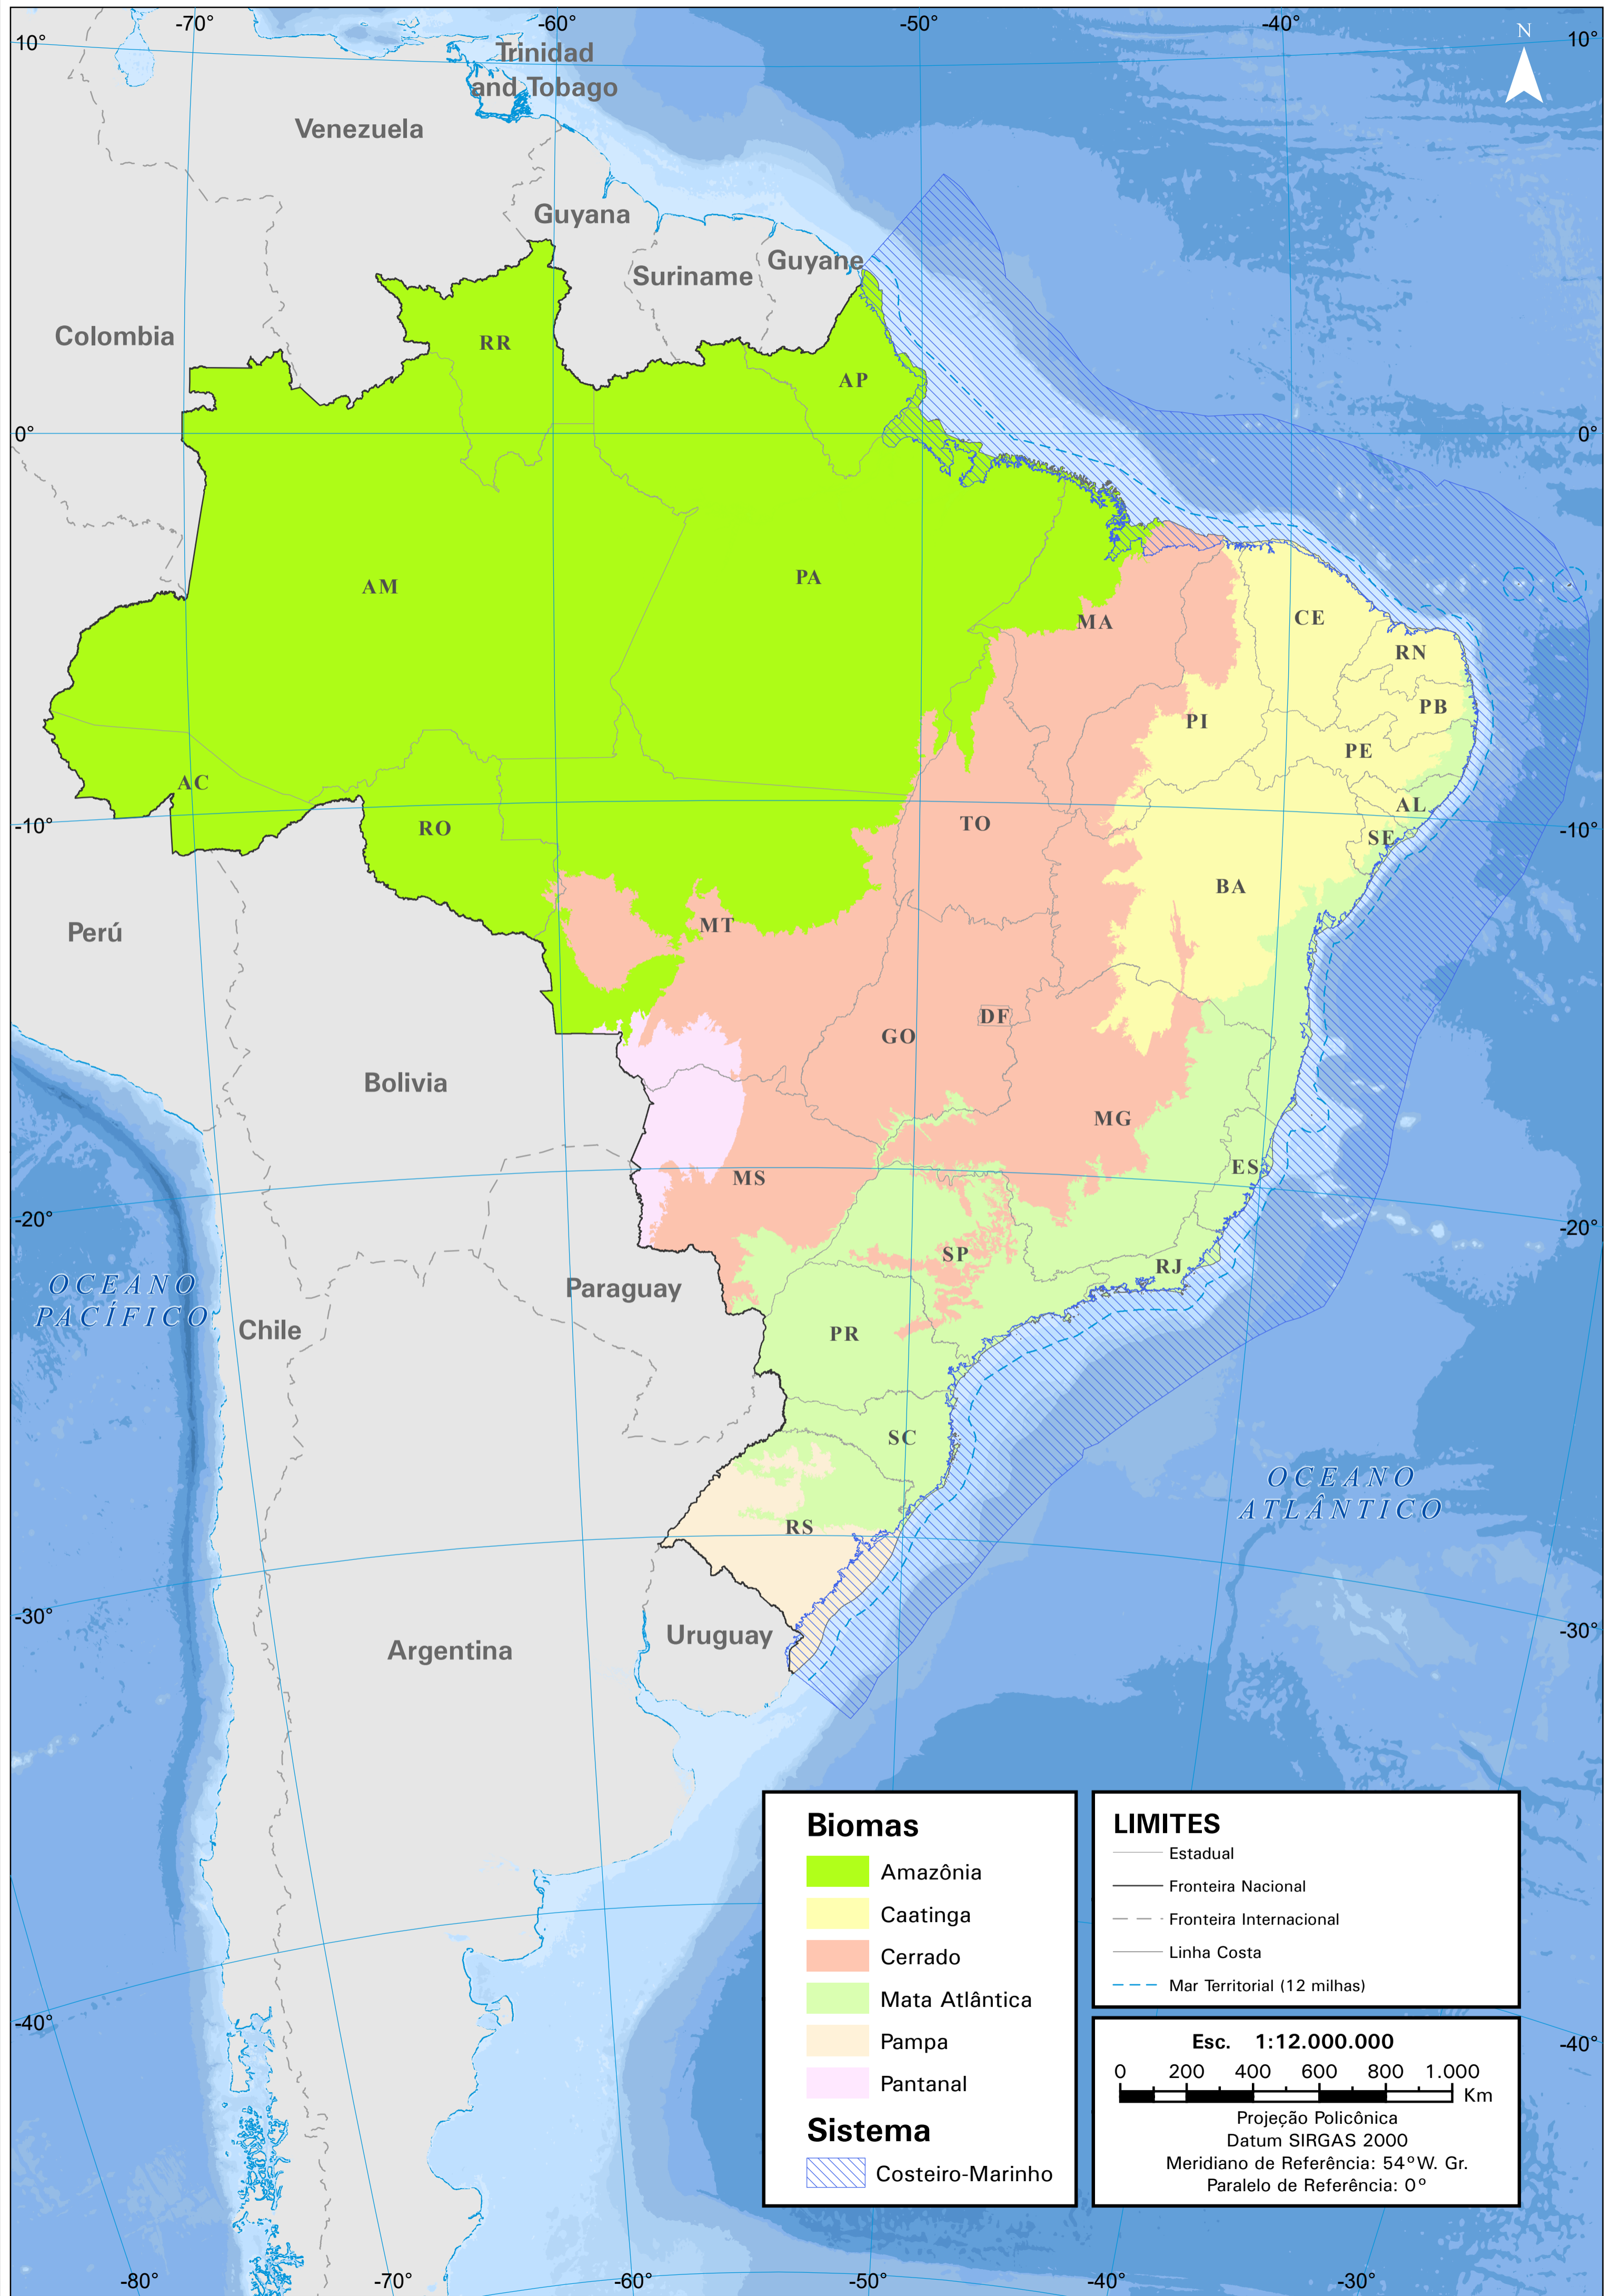 -70°
-60°
-50°
-40°
10°
10°
N
Trinidad
and Tobago
Venezuela
Guyana
Suriname
Guyane
Colombia
RR
AP
0°
0°
AM
PA
MA
CE
RN
PB
PI
PE
AC
AL
-10°
-10°
RO
TO
SE
BA
Perú
MT
DF
GO
Bolivia
MG
ES
MS
-20°
-20°
SP
RJ
OCEANO
PACÍFICO
Paraguay
Chile
PR
SC
OCEANO
ATLÂNTICO
RS
-30°
-30°
Uruguay
Argentina
Biomas
Amazônia
Caatinga
Cerrado
Mata Atlântica
Pampa
Pantanal
Sistema
Costeiro-Marinho
LIMITES
Estadual
Fronteira Nacional
Fronteira Internacional
Linha Costa
Mar Territorial (12 milhas)
-40°
-40°
Esc. 1:12.000.000
0 200 400 600 800 1.000
Km
Projeção Policônica
Datum SIRGAS 2000
Meridiano de Referência: 54ºW. Gr.
Paralelo de Referência: 0º
-80°
-70°
-60°
-50°
-40°
-30°